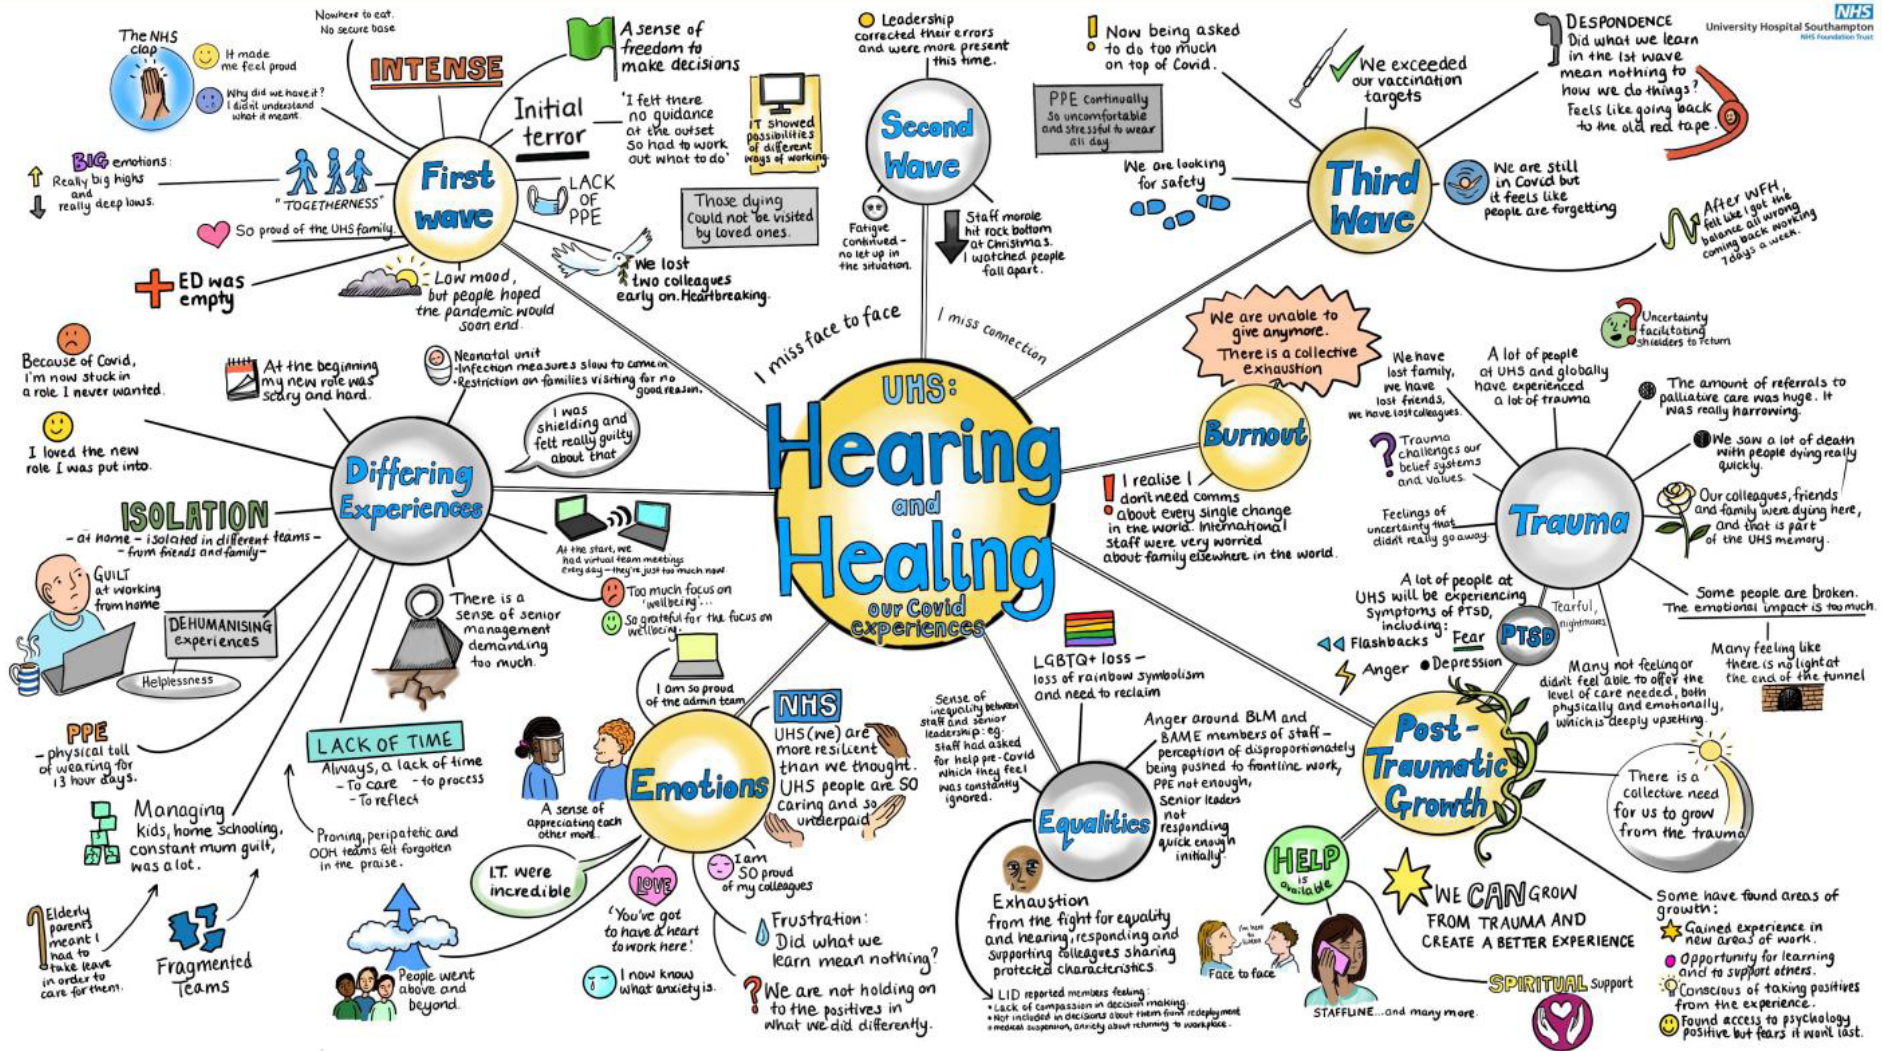 NHS
University Hospital Southampton
NHS Foundation Trust
UHS:
Hearing
and
Healing
our Covid
experiences
I miss face to face
I miss connection
First
wave
The NHS
clap
It made
me feel proud
Why did we have it?
I didn't understand
what it meant.
Nowhere to eat.
No secure base
INTENSE
A sense of
freedom to
make decisions
Initial
terror
'I felt there
no guidance
at the outset
So had to work
out what to do'
IT showed
possibilities
of different
ways of working
BIG emotions:
Really big highs
and
really deep lows.
"TOGETHERNESS"
LACK
OF
PPE
Those dying
could not be visited
by loved ones.
So proud of the UHS family.
ED was
empty
Low mood,
but people hoped
the pandemic would
soon end.
We lost
two colleagues
early on. Heartbreaking.
Second
Wave
Leadership
corrected their errors
and were more present
this time.
Fatigue
continued -
no let up in
the situation.
Staff morale
hit rock bottom
at Christmas.
I watched people
fall apart.
Third
Wave
Now being asked
to do too much
on top of Covid.
PPE continually
so uncomfortable
and stressful to wear
all day.
We are looking
for safety
We exceeded
our vaccination
targets
DESPONDENCE
Did what we learn
in the 1st wave
mean nothing to
how we do things?
Feels like going back
to the old red tape.
We are still
in Covid but
it feels like
people are forgetting
After WFH,
felt like I got the
balance all wrong
coming back working
7 days a week.
Burnout
We are unable to
give anymore.
There is a collective
exhaustion
I realise I
don't need comms
about every single change
in the world. International
staff were very worried
about family elsewhere in the world.
Trauma
We have
lost family,
we have
lost friends,
we have lost colleagues.
A lot of people
at UHS and globally
have experienced
a lot of trauma
Uncertainty
facilitating
shielders to return
The amount of referrals to
palliative care was huge. It
was really harrowing.
We saw a lot of death
with people dying really
quickly.
Trauma
challenges our
belief systems
and values.
Our colleagues, friends
and family were dying here,
and that is part
of the UHS memory.
Feelings of
uncertainty that
didn't really go away.
Some people are broken.
The emotional impact is too much.
Many feeling like
there is no light at
the end of the tunnel
Tearful,
nightmares
Many not feeling or
didn't feel able to offer the
level of care needed, both
physically and emotionally,
which is deeply upsetting.
PTSD
A lot of people at
UHS will be experiencing
symptoms of PTSD,
including:
Flashbacks
Fear
Anger
Depression
Post-
Traumatic
Growth
There is a
collective need
for us to grow
from the trauma
HELP
is
available
I'm here
to
listen
Face to face
STAFFLINE...and many more.
SPIRITUAL Support
WE CAN GROW
FROM TRAUMA AND
CREATE A BETTER EXPERIENCE
Some have found areas of
growth:
Gained experience in
new areas of work.
Opportunity for learning
and to support others.
Conscious of taking positives
from the experience.
Found access to psychology
positive but fears it won't last.
Equalities
LGBTQ+ loss -
loss of rainbow symbolism
and need to reclaim
Sense of
inequality between
staff and senior
leadership: eg.
Staff had asked
for help pre-Covid
which they feel
was constantly
ignored.
Anger around BLM and
BAME members of staff -
perception of disproportionately
being pushed to frontline work,
PPE not enough,
Senior leaders
not
responding
quick enough
initially.
Exhaustion
from the fight for equality
and hearing, responding and
supporting colleagues sharing
protected characteristics.
LID reported members feeling:
• Lack of compassion in decision making.
• Not included in decisions about them from redeployment
• medical suspension, anxiety about returning to workplace.
Emotions
I am so proud
of the admin team
NHS
UHS (we) are
more resilient
than we thought.
UHS people are SO
caring and so
underpaid
A sense of
appreciating each
other more.
I.T. were
incredible
LOVE
'You've got
to have a heart
to work here!'
I am
SO proud
of my colleagues
Frustration:
Did what we
learn mean nothing?
I now know
what anxiety is.
We are not holding on
to the positives in
what we did differently.
People went
above and
beyond.
Differing
Experiences
Because of Covid,
I'm now stuck in
a role I never wanted.
I loved the new
role I was put into.
At the beginning
my new role was
scary and hard.
Neonatal unit
-Infection measures slow to come in
-Restriction on families visiting for no
good reason.
I was
shielding and
felt really guilty
about that
ISOLATION
- at home - isolated in different teams -
- from friends and family -
At the start, we
had virtual team meetings
every day - they're just too much now.
Too much focus on
'wellbeing'...
So grateful for the focus on
wellbeing.
GUILT
at working
from home
DEHUMANISING
experiences
Helplessness
There is a
sense of senior
management
demanding
too much.
PPE
- physical toll
of wearing for
13 hour days.
LACK OF TIME
Always, a lack of time
- To care - to process
- To reflect
Proning, peripatetic and
OOH teams felt forgotten
in the praise.
Managing
kids, home schooling,
constant mum guilt,
was a lot.
Elderly
parents
meant I
had to
take leave
in order to
care for them.
Fragmented
Teams